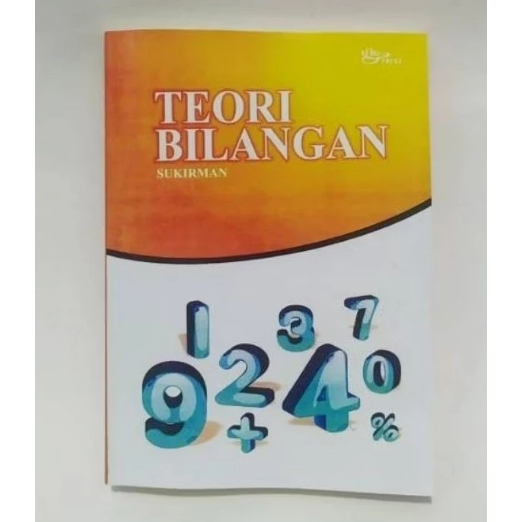 TEORI
BILANGAN
SUKIRMAN
1 3 7
9 2 4 0
+ %